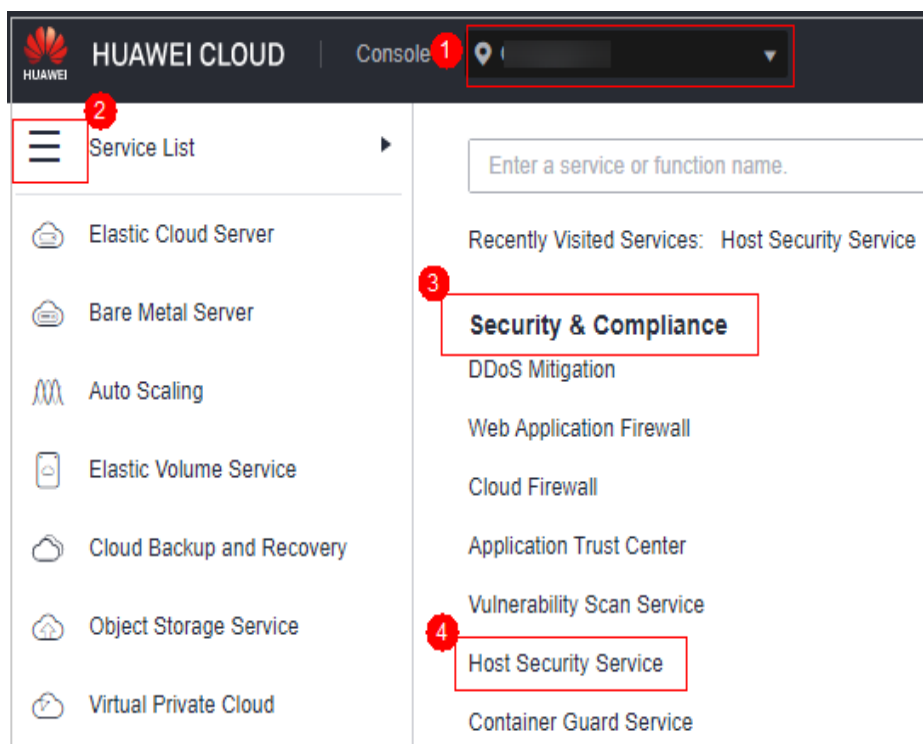 HUAWEI
HUAWEI CLOUD
Console
1
2
Service List
Elastic Cloud Server
Bare Metal Server
Auto Scaling
Elastic Volume Service
Cloud Backup and Recovery
Object Storage Service
Virtual Private Cloud
Enter a service or function name.
Recently Visited Services: Host Security Service
3
Security & Compliance
DDoS Mitigation
Web Application Firewall
Cloud Firewall
Application Trust Center
Vulnerability Scan Service
4
Host Security Service
Container Guard Service